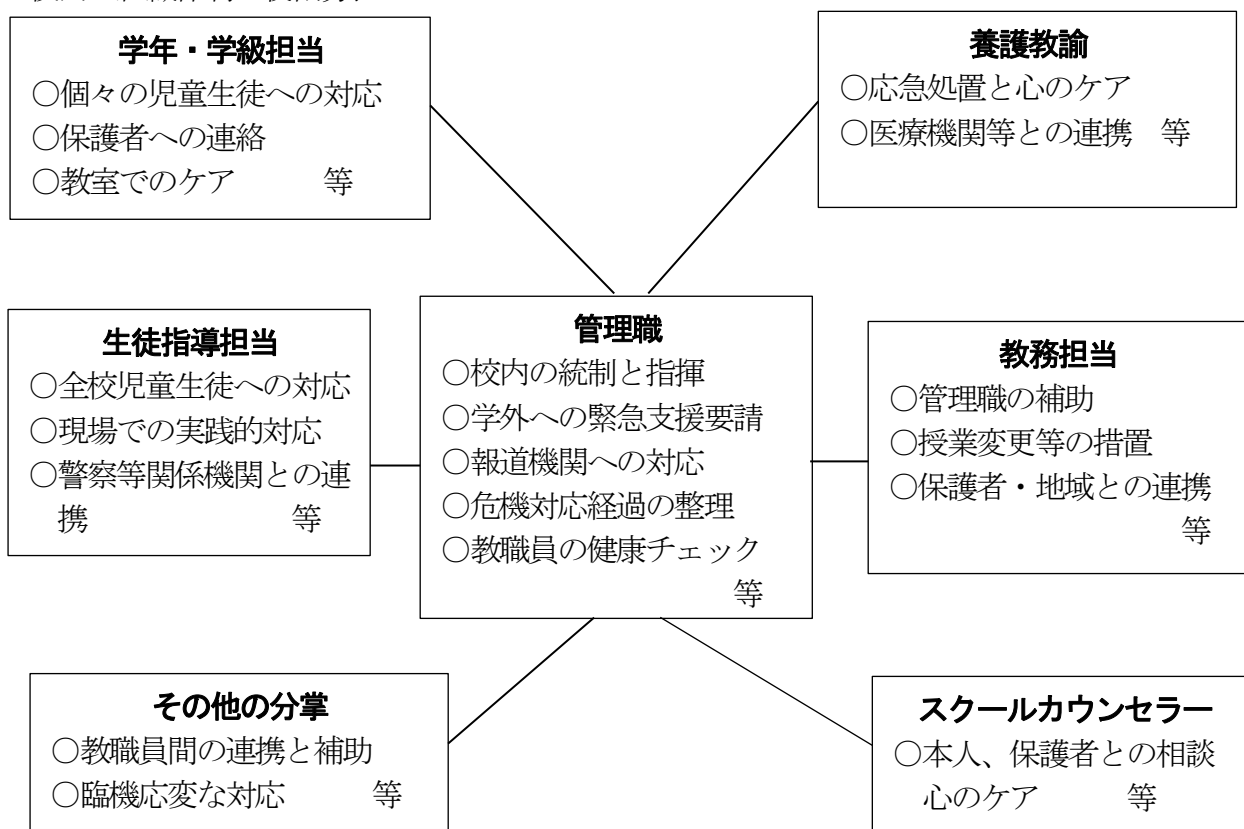 学年・学級担当
○個々の児童生徒への対応
○保護者への連絡
○教室でのケア　　　等
養護教諭
○応急処置と心のケア
○医療機関等との連携　等
生徒指導担当
○全校児童生徒への対応
○現場での実践的対応
○警察等関係機関との連
携　　　　　　等
管理職
○校内の統制と指揮
○学外への緊急支援要請
○報道機関への対応
○危機対応経過の整理
○教職員の健康チェック
等
教務担当
○管理職の補助
○授業変更等の措置
○保護者・地域との連携
等
その他の分掌
○教職員間の連携と補助
○臨機応変な対応　　　等
スクールカウンセラー
○本人、保護者との相談
心のケア　　　等